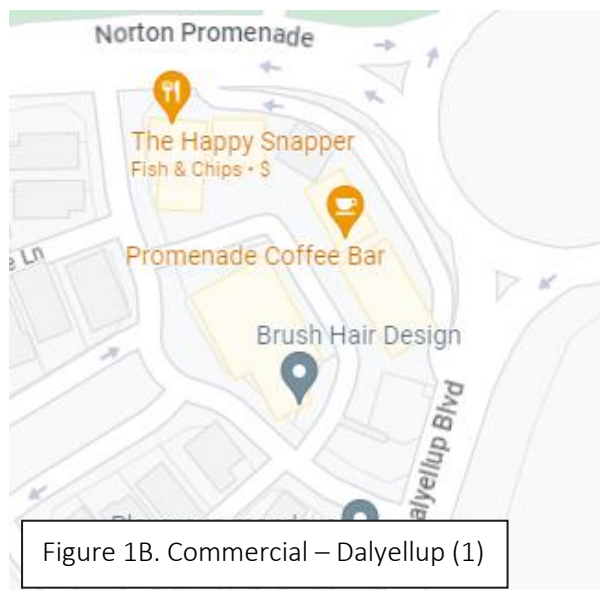 Norton Promenade
The Happy Snapper
Fish & Chips • $
e Ln
Promenade Coffee Bar
Brush Hair Design
alyellup Blvd
Figure 1B. Commercial – Dalyellup (1)